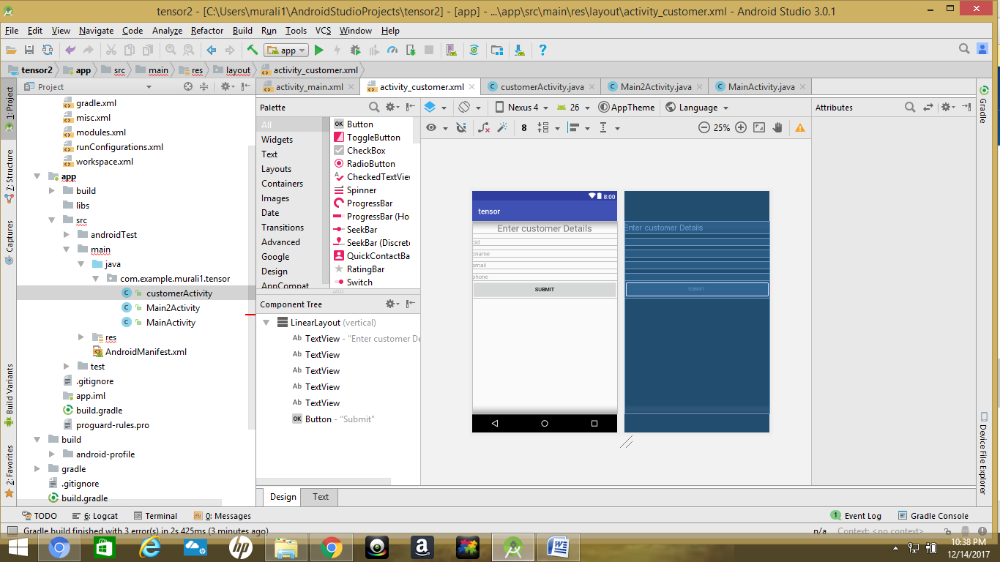 tensor2 - [C:\Users\murali1\AndroidStudioProjects\tensor2] - [app] - ...\app\src\main\res\layout\activity_customer.xml - Android Studio 3.0.1
File Edit View Navigate Code Analyze Refactor Build Run Tools VCS Window Help
app
tensor2 app src main res layout activity_customer.xml
Project
activity_main.xml activity_customer.xml customerActivity.java Main2Activity.java MainActivity.java
1: Project
7: Structure
Captures
Build Variants
2: Favorites
gradle.xml
misc.xml
modules.xml
runConfigurations.xml
workspace.xml
app
build
libs
src
androidTest
main
java
com.example.murali1.tensor
customerActivity
Main2Activity
MainActivity
res
AndroidManifest.xml
test
.gitignore
app.iml
build.gradle
proguard-rules.pro
build
android-profile
gradle
.gitignore
build.gradle
Palette
All
Widgets
Text
Layouts
Containers
Images
Date
Transitions
Advanced
Google
Design
AppCompat
OK Button
ToggleButton
CheckBox
RadioButton
CheckedTextVie
Spinner
ProgressBar
ProgressBar (Ho
SeekBar
SeekBar (Discrete
QuickContactBa
RatingBar
Switch
Component Tree
LinearLayout (vertical)
Ab TextView - "Enter customer De
Ab TextView
Ab TextView
Ab TextView
Ab TextView
OK Button - "Submit"
Nexus 4 26 AppTheme Language
8 25%
8:00
tensor
Enter customer Details
cid
cname
email
phone
SUBMIT
Enter customer Details
SUBMIT
Attributes
Gradle
Device File Explorer
Design Text
TODO 6: Logcat Terminal 0: Messages 1 Event Log Gradle Console
Gradle build finished with 3 error(s) in 2s 425ms (3 minutes ago) n/a Context: <no context>
hp a W
10:38 PM
12/14/2017